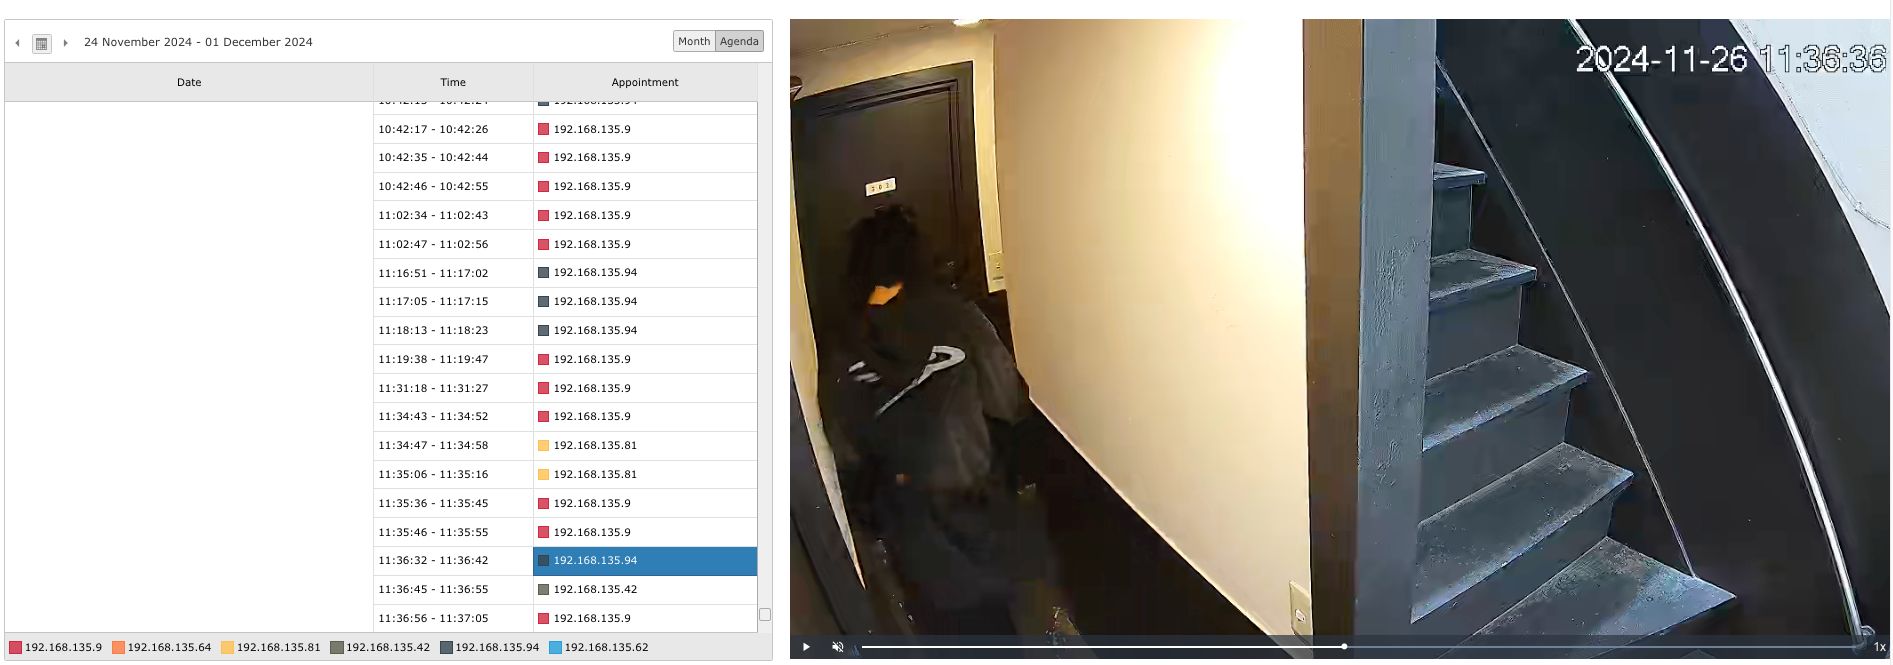 24 November 2024 - 01 December 2024
Month Agenda
Date Time Appointment
10:42:17 - 10:42:26 192.168.135.9
10:42:35 - 10:42:44 192.168.135.9
10:42:46 - 10:42:55 192.168.135.9
11:02:34 - 11:02:43 192.168.135.9
11:02:47 - 11:02:56 192.168.135.9
11:16:51 - 11:17:02 192.168.135.94
11:17:05 - 11:17:15 192.168.135.94
11:18:13 - 11:18:23 192.168.135.94
11:19:38 - 11:19:47 192.168.135.9
11:31:18 - 11:31:27 192.168.135.9
11:34:43 - 11:34:52 192.168.135.9
11:34:47 - 11:34:58 192.168.135.81
11:35:06 - 11:35:16 192.168.135.81
11:35:36 - 11:35:45 192.168.135.9
11:35:46 - 11:35:55 192.168.135.9
11:36:32 - 11:36:42 192.168.135.94
11:36:45 - 11:36:55 192.168.135.42
11:36:56 - 11:37:05 192.168.135.9
192.168.135.9 192.168.135.64 192.168.135.81 192.168.135.42 192.168.135.94 192.168.135.62
2024-11-26 11:36:36
1x